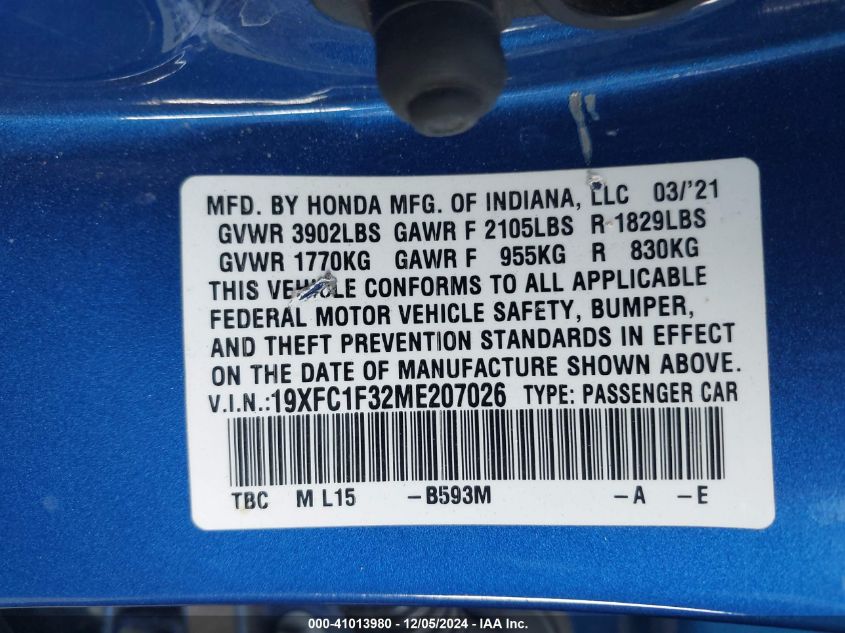 MFD. BY HONDA MFG. OF INDIANA, LLC 03/'21
GVWR 3902LBS GAWR F 2105LBS R 1829LBS
GVWR 1770KG GAWR F 955KG R 830KG
THIS VEHICLE CONFORMS TO ALL APPLICABLE
FEDERAL MOTOR VEHICLE SAFETY, BUMPER,
AND THEFT PREVENTION STANDARDS IN EFFECT
ON THE DATE OF MANUFACTURE SHOWN ABOVE.
V.I.N.:19XFC1F32ME207026 TYPE: PASSENGER CAR
TBC M L15 -B593M -A -E
000-41013980 - 12/05/2024 - IAA Inc.